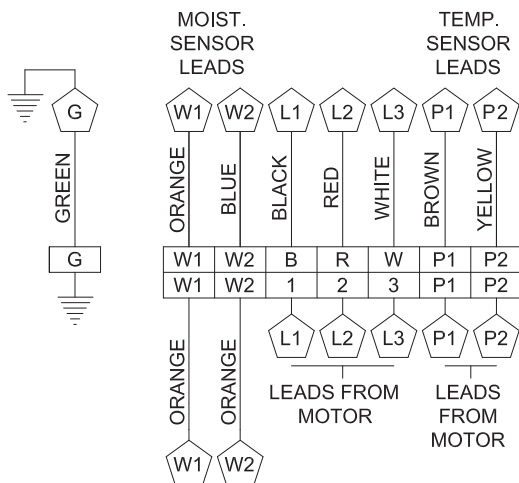 MOIST.
SENSOR
LEADS
TEMP.
SENSOR
LEADS
G
W1 W2 L1 L2 L3 P1 P2
GREEN
ORANGE
BLUE
BLACK
RED
WHITE
BROWN
YELLOW
G
W1 W2 B R W P1 P2
W1 W2 1 2 3 P1 P2
L1 L2 L3 P1 P2
ORANGE
ORANGE
LEADS FROM
MOTOR
LEADS
FROM
MOTOR
W1 W2